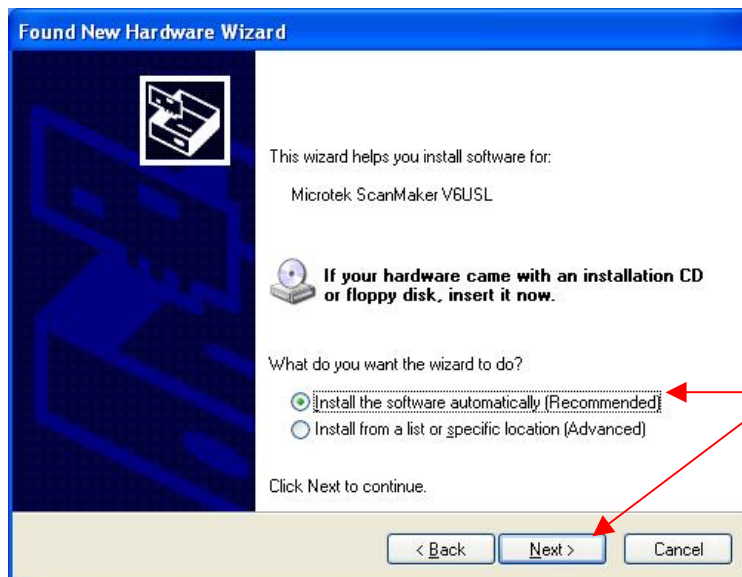 Found New Hardware Wizard
This wizard helps you install software for:
Microtek ScanMaker V6USL
If your hardware came with an installation CD
or floppy disk, insert it now.
What do you want the wizard to do?
Install the software automatically (Recommended)
Install from a list or specific location (Advanced)
Click Next to continue.
< Back Next > Cancel